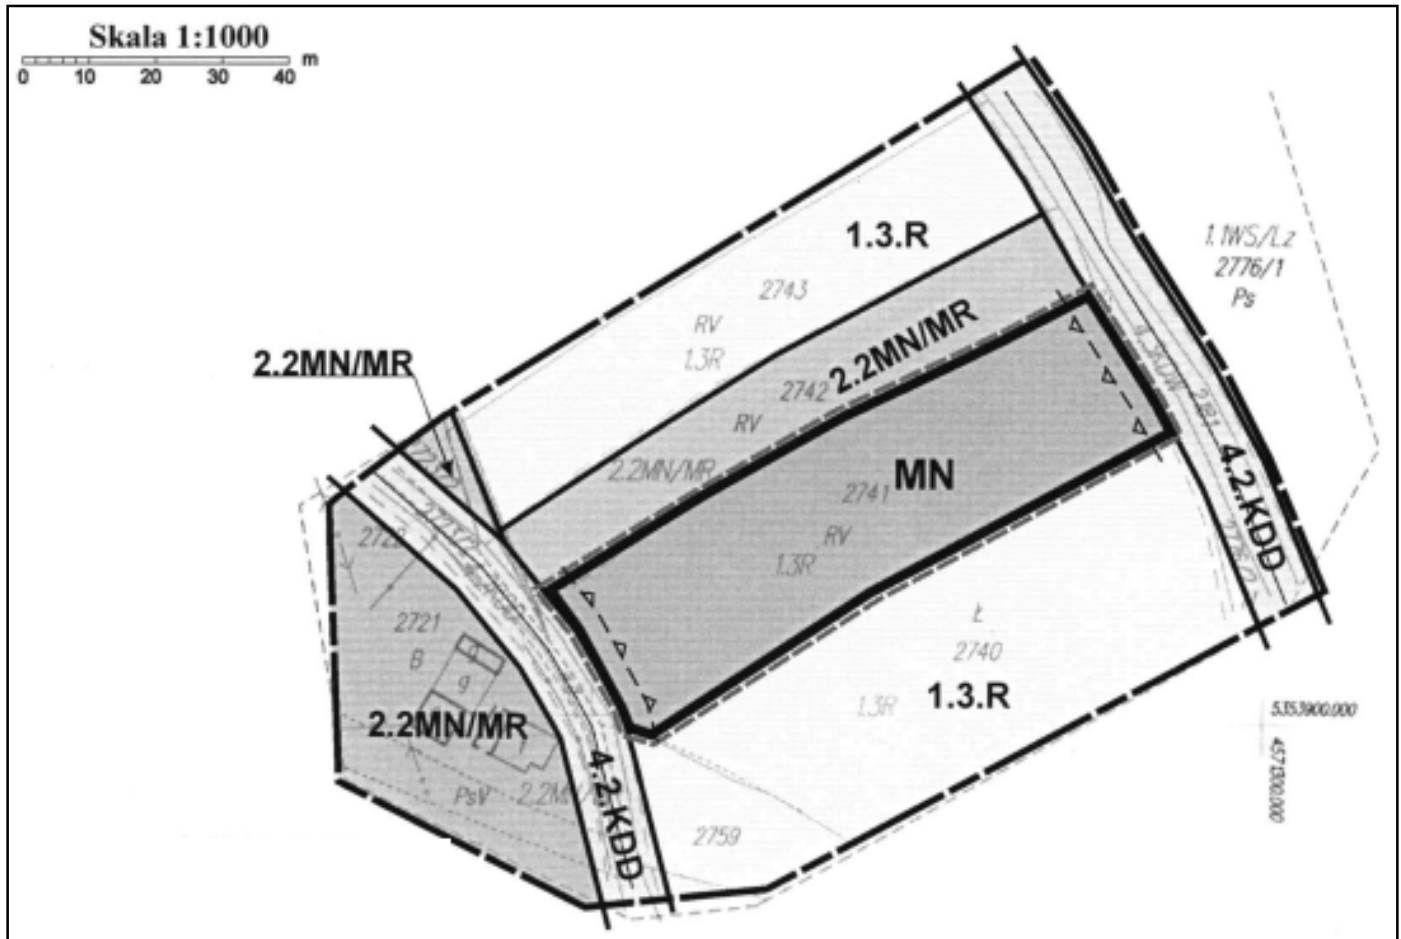 Skala 1:1000
m
0 10 20 30 40
1.3.R
1.1WS/Lz
2776/1
Ps
2743
RV
1.3R
2.2MN/MR
2.2MN/MR
2742
RV
2.2MN/MR
MN
2741
RV
1.3R
4.2.KDD
2721
B
g
2.2MN/MR
PsV
4.2.KDD
Ł
2740
1.3R
1.3.R
2759
5353900.000
4571300.000